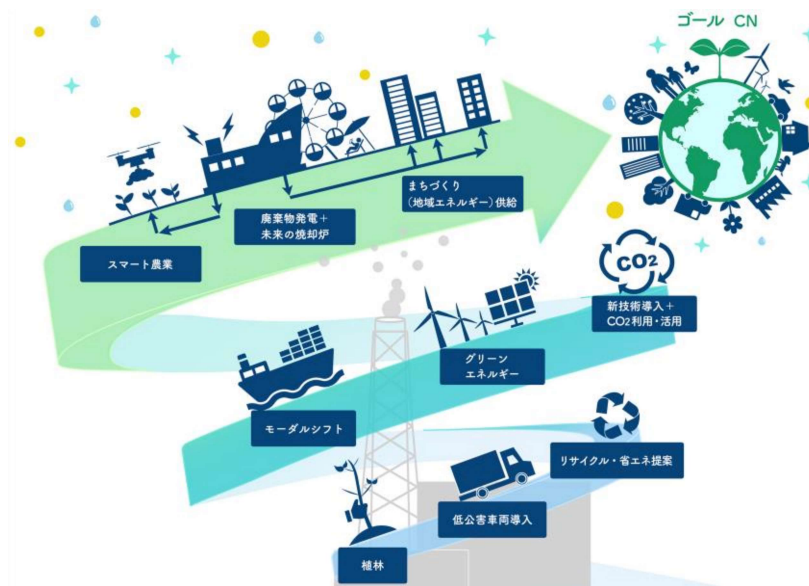 ゴール CN
まちづくり
(地域エネルギー)供給
廃棄物発電＋
未来の焼却炉
スマート農業
CO2
新技術導入＋
CO2利用・活用
グリーン
エネルギー
モーダルシフト
リサイクル・省エネ提案
低公害車両導入
植林